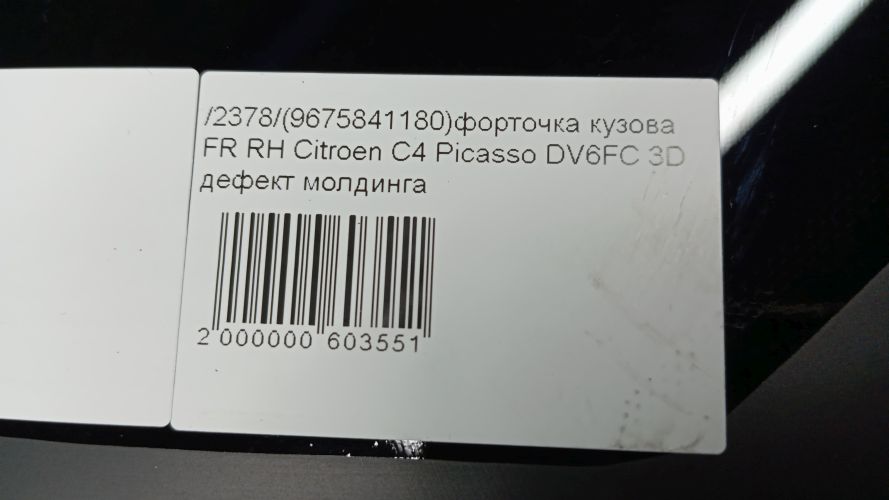 /2378/(9675841180)форточка кузова
FR RH Citroen C4 Picasso DV6FC 3D
дефект молдинга
2 000000 603551